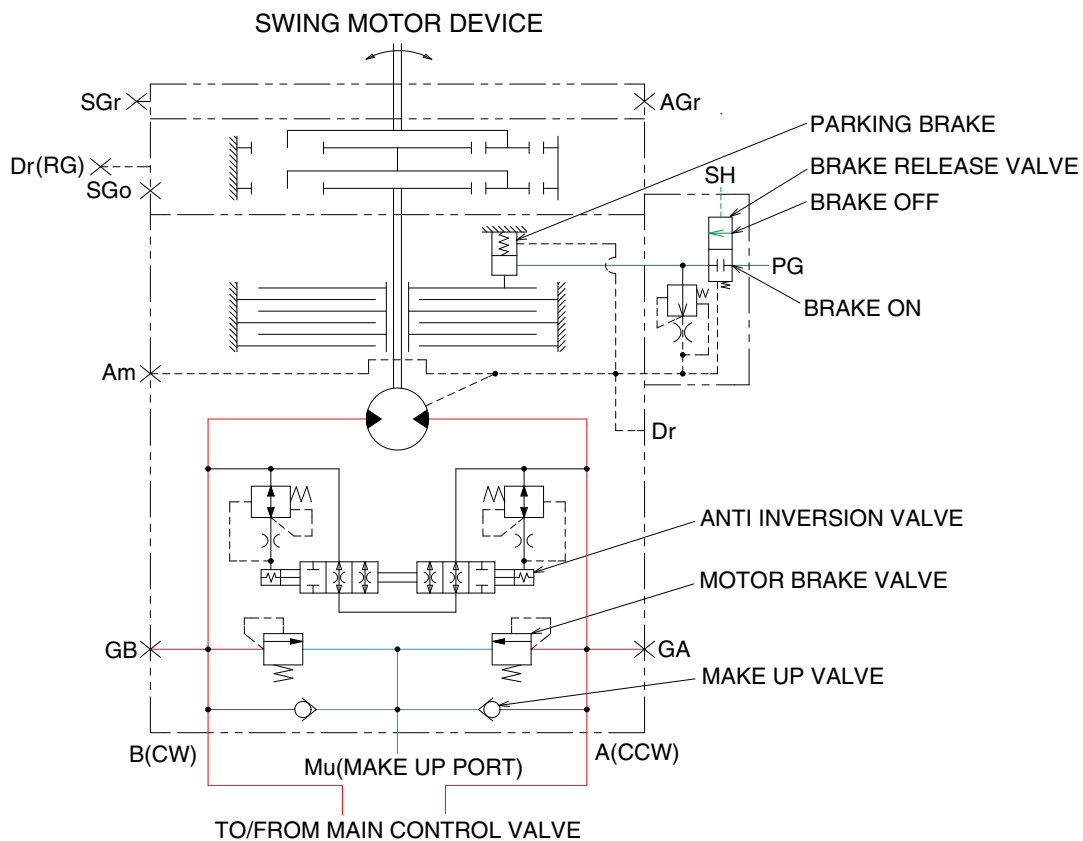 SWING MOTOR DEVICE
SGr
AGr
PARKING BRAKE
Dr(RG)
SH
BRAKE RELEASE VALVE
SGo
BRAKE OFF
PG
BRAKE ON
Am
Dr
ANTI INVERSION VALVE
MOTOR BRAKE VALVE
GB
GA
MAKE UP VALVE
B(CW)
A(CCW)
Mu(MAKE UP PORT)
TO/FROM MAIN CONTROL VALVE